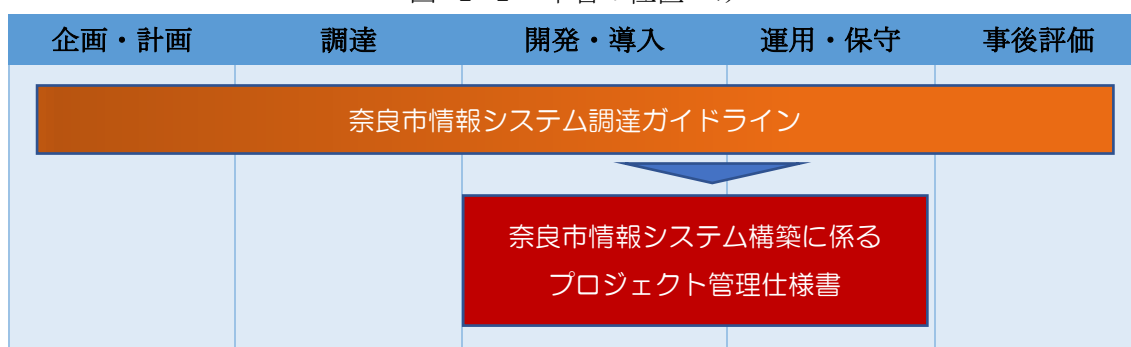 企画・計画 調達 開発・導入 運用・保守 事後評価
奈良市情報システム調達ガイドライン
奈良市情報システム構築に係る
プロジェクト管理仕様書